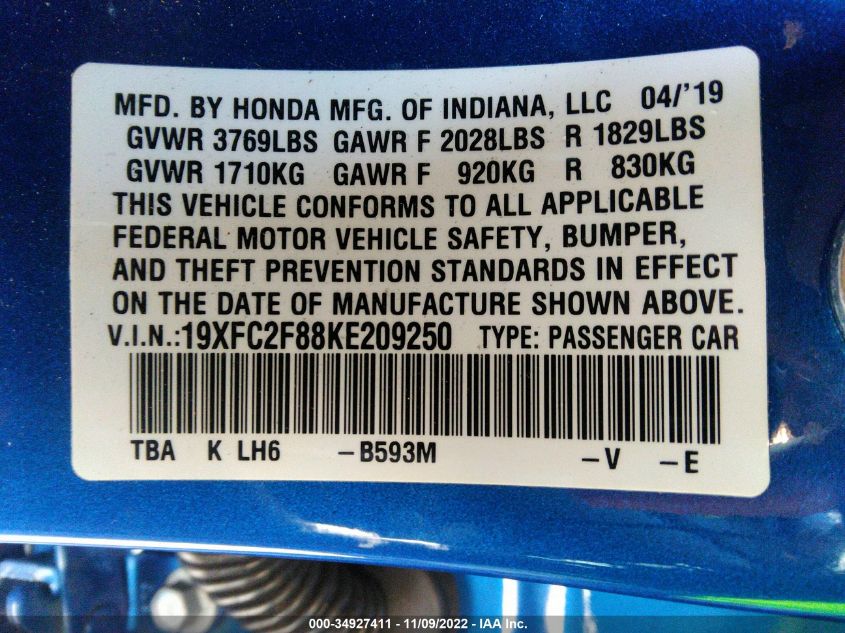 MFD. BY HONDA MFG. OF INDIANA, LLC 04/'19
GVWR 3769LBS GAWR F 2028LBS R 1829LBS
GVWR 1710KG GAWR F 920KG R 830KG
THIS VEHICLE CONFORMS TO ALL APPLICABLE
FEDERAL MOTOR VEHICLE SAFETY, BUMPER,
AND THEFT PREVENTION STANDARDS IN EFFECT
ON THE DATE OF MANUFACTURE SHOWN ABOVE.
V.I.N.:19XFC2F88KE209250 TYPE: PASSENGER CAR
TBA K LH6 -B593M -V -E
000-34927411 - 11/09/2022 - IAA Inc.